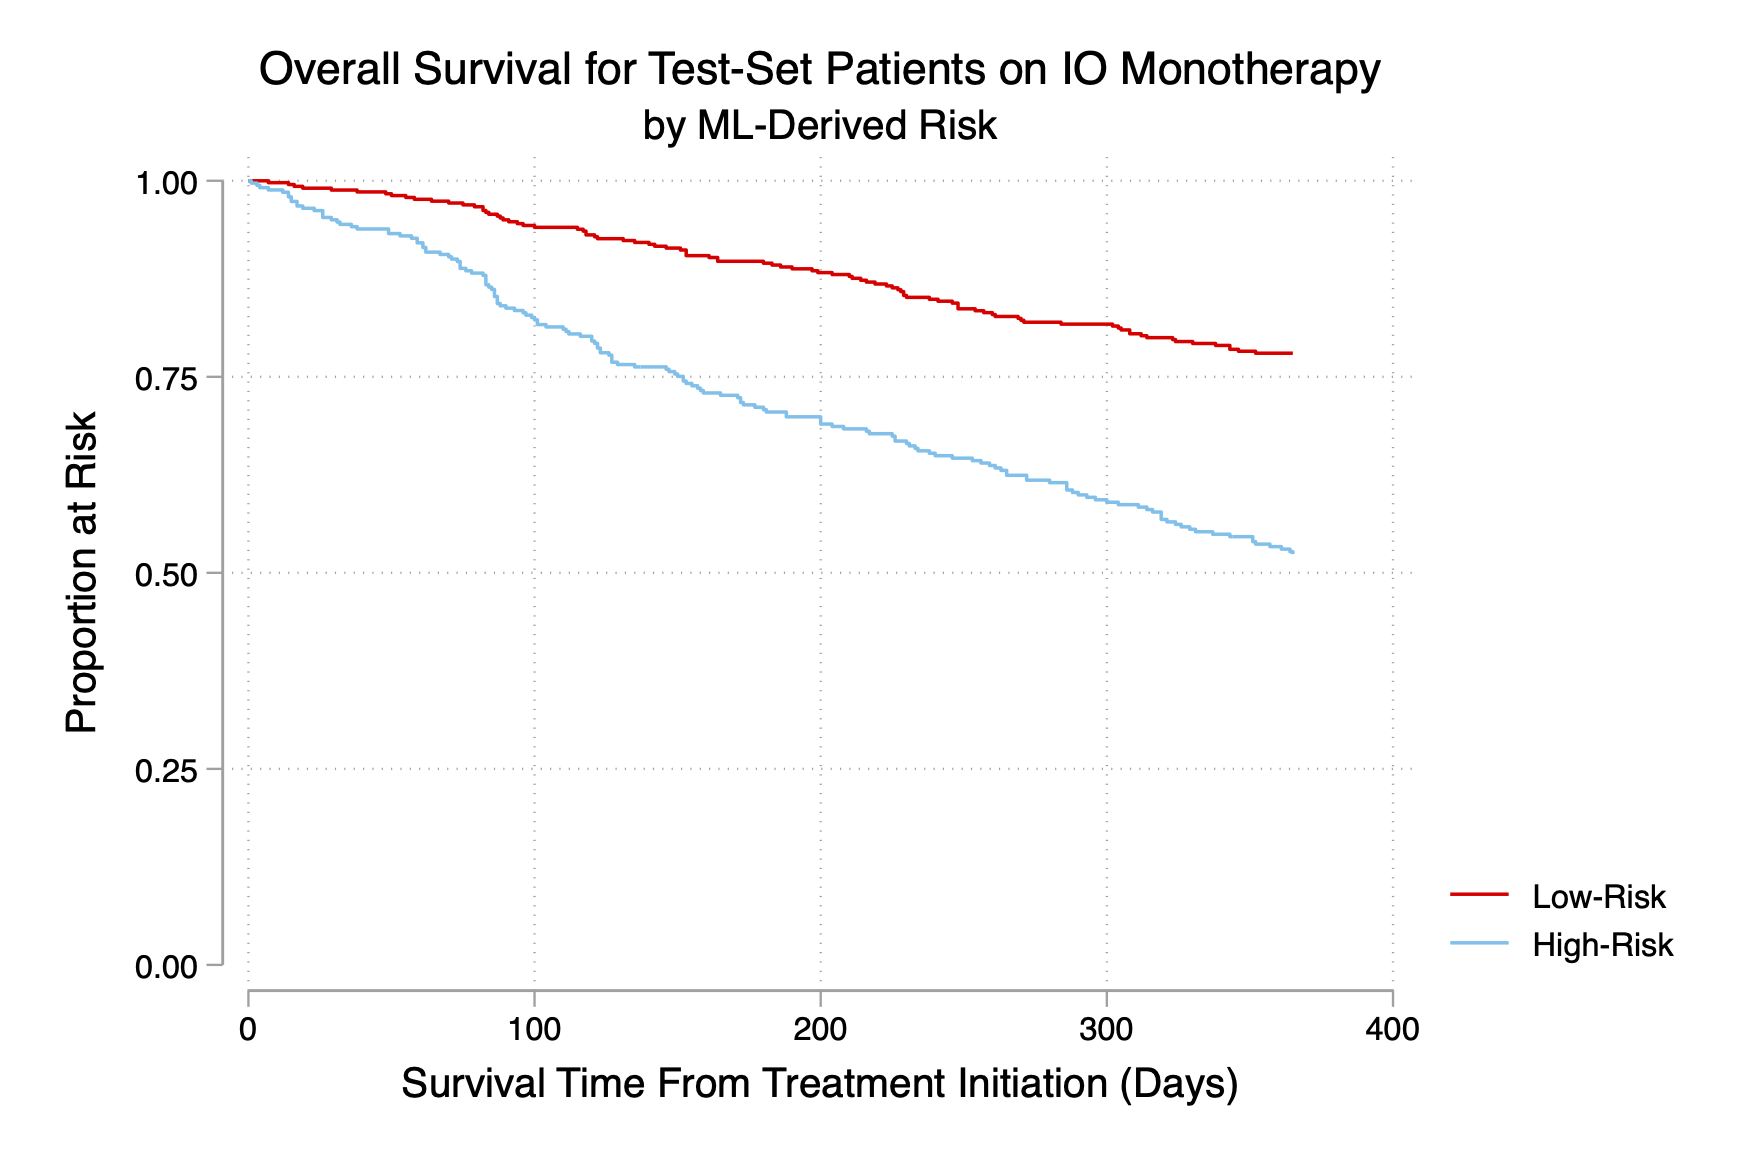 Overall Survival for Test-Set Patients on IO Monotherapy
by ML-Derived Risk
Proportion at Risk
1.00
0.75
0.50
0.25
0.00
0 100 200 300 400
Survival Time From Treatment Initiation (Days)
Low-Risk
High-Risk